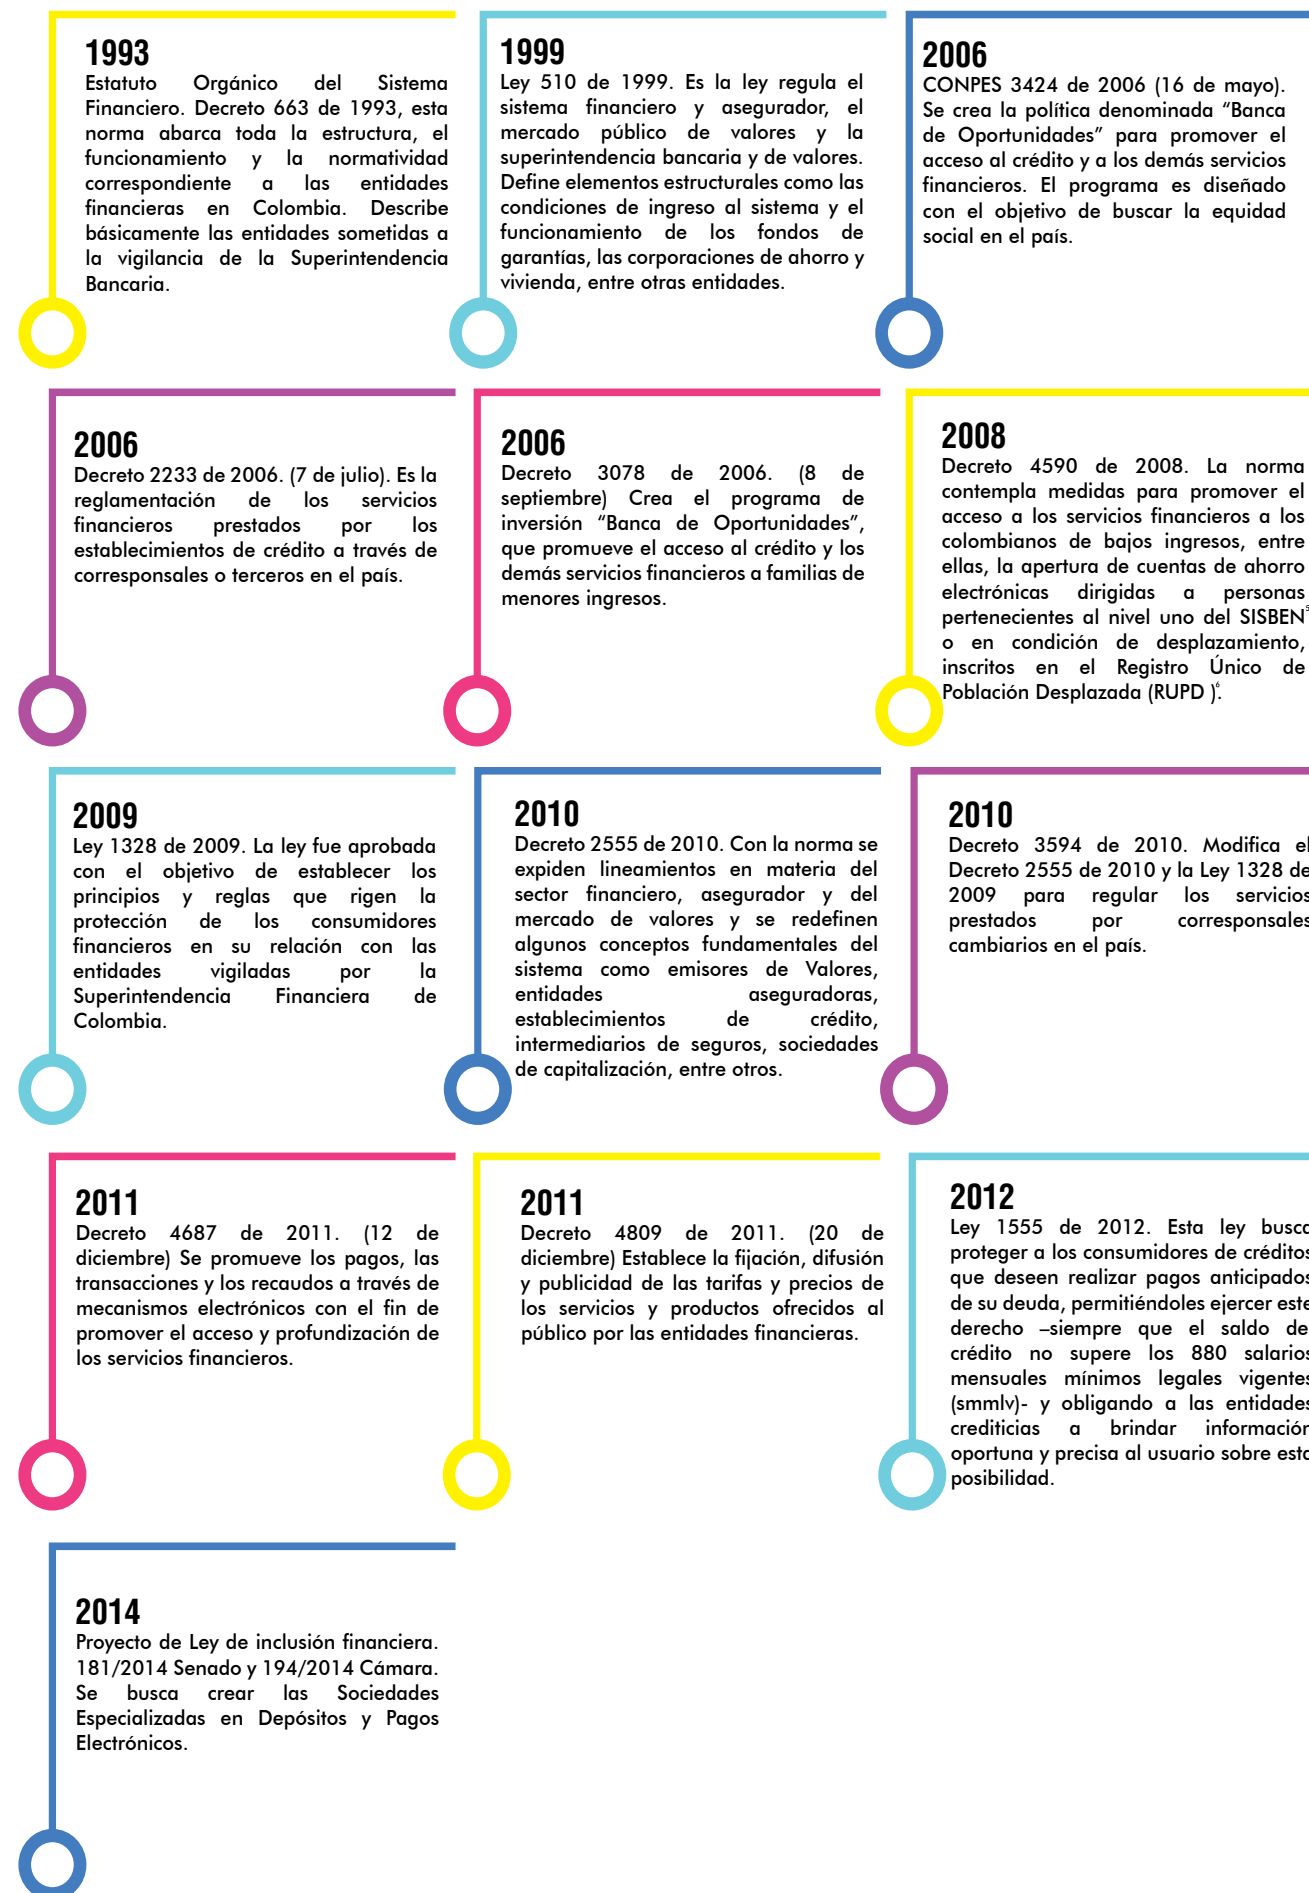 1993
Estatuto Orgánico del Sistema
Financiero. Decreto 663 de 1993, esta
norma abarca toda la estructura, el
funcionamiento y la normatividad
correspondiente a las entidades
financieras en Colombia. Describe
básicamente las entidades sometidas a
la vigilancia de la Superintendencia
Bancaria.
1999
Ley 510 de 1999. Es la ley regula el
sistema financiero y asegurador, el
mercado público de valores y la
superintendencia bancaria y de valores.
Define elementos estructurales como las
condiciones de ingreso al sistema y el
funcionamiento de los fondos de
garantías, las corporaciones de ahorro y
vivienda, entre otras entidades.
2006
CONPES 3424 de 2006 (16 de mayo).
Se crea la política denominada “Banca
de Oportunidades” para promover el
acceso al crédito y a los demás servicios
financieros. El programa es diseñado
con el objetivo de buscar la equidad
social en el país.
2006
Decreto 2233 de 2006. (7 de julio). Es la
reglamentación de los servicios
financieros prestados por los
establecimientos de crédito a través de
corresponsales o terceros en el país.
2006
Decreto 3078 de 2006. (8 de
septiembre) Crea el programa de
inversión “Banca de Oportunidades”,
que promueve el acceso al crédito y los
demás servicios financieros a familias de
menores ingresos.
2008
Decreto 4590 de 2008. La norma
contempla medidas para promover el
acceso a los servicios financieros a los
colombianos de bajos ingresos, entre
ellas, la apertura de cuentas de ahorro
electrónicas dirigidas a personas
pertenecientes al nivel uno del SISBEN5
o en condición de desplazamiento,
inscritos en el Registro Único de
Población Desplazada (RUPD )6.
2009
Ley 1328 de 2009. La ley fue aprobada
con el objetivo de establecer los
principios y reglas que rigen la
protección de los consumidores
financieros en su relación con las
entidades vigiladas por la
Superintendencia Financiera de
Colombia.
2010
Decreto 2555 de 2010. Con la norma se
expiden lineamientos en materia del
sector financiero, asegurador y del
mercado de valores y se redefinen
algunos conceptos fundamentales del
sistema como emisores de Valores,
entidades aseguradoras,
establecimientos de crédito,
intermediarios de seguros, sociedades
de capitalización, entre otros.
2010
Decreto 3594 de 2010. Modifica el
Decreto 2555 de 2010 y la Ley 1328 de
2009 para regular los servicios
prestados por corresponsales
cambiarios en el país.
2011
Decreto 4687 de 2011. (12 de
diciembre) Se promueve los pagos, las
transacciones y los recaudos a través de
mecanismos electrónicos con el fin de
promover el acceso y profundización de
los servicios financieros.
2011
Decreto 4809 de 2011. (20 de
diciembre) Establece la fijación, difusión
y publicidad de las tarifas y precios de
los servicios y productos ofrecidos al
público por las entidades financieras.
2012
Ley 1555 de 2012. Esta ley busca
proteger a los consumidores de créditos
que deseen realizar pagos anticipados
de su deuda, permitiéndoles ejercer este
derecho –siempre que el saldo del
crédito no supere los 880 salarios
mensuales mínimos legales vigentes
(smmlv)- y obligando a las entidades
crediticias a brindar información
oportuna y precisa al usuario sobre esta
posibilidad.
2014
Proyecto de Ley de inclusión financiera.
181/2014 Senado y 194/2014 Cámara.
Se busca crear las Sociedades
Especializadas en Depósitos y Pagos
Electrónicos.